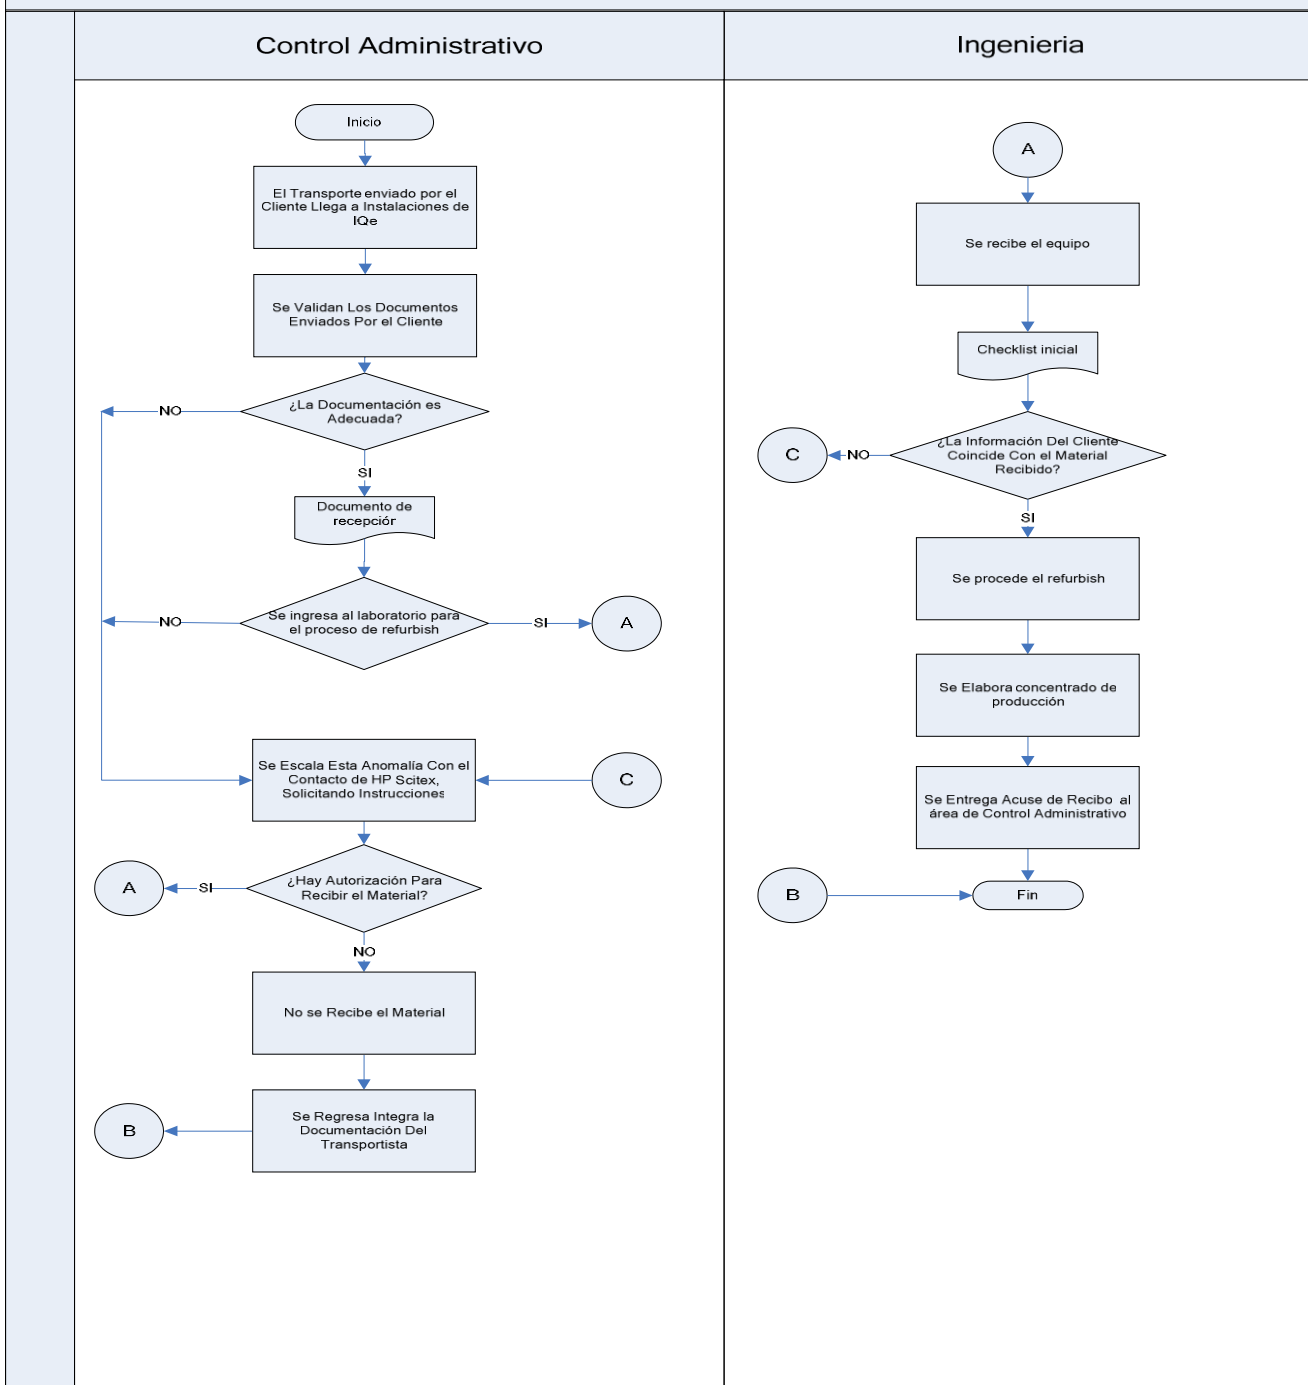 Control Administrativo
Inicio
El Transporte enviado por el
Cliente Llega a Instalaciones de
IQe
Se Validan Los Documentos
Enviados Por el Cliente
¿La Documentación es
Adecuada?
NO
SI
Documento de
recepción
Se ingresa al laboratorio para
el proceso de refurbish
NO
SI
A
Se Escala Esta Anomalía Con el
Contacto de HP Scitex,
Solicitando Instrucciones
C
¿Hay Autorización Para
Recibir el Material?
SI
A
NO
No se Recibe el Material
Se Regresa Integra la
Documentación Del
Transportista
B
Ingenieria
A
Se recibe el equipo
Checklist inicial
¿La Información Del Cliente
Coincide Con el Material
Recibido?
NO
C
SI
Se procede el refurbish
Se Elabora concentrado de
producción
Se Entrega Acuse de Recibo al
área de Control Administrativo
B
Fin